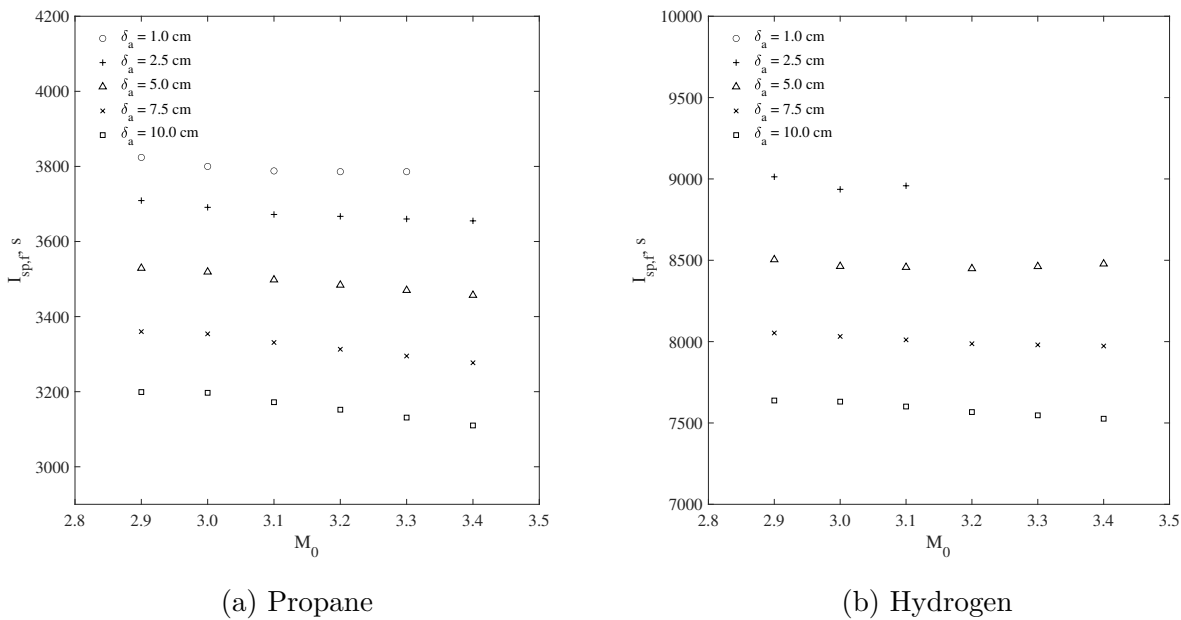 4200
4000
3800
3600
3400
3200
3000
I_sp,f, s
δ_a = 1.0 cm
δ_a = 2.5 cm
δ_a = 5.0 cm
δ_a = 7.5 cm
δ_a = 10.0 cm
2.8 2.9 3.0 3.1 3.2 3.3 3.4 3.5
M_0
(a) Propane
10000
9500
9000
8500
8000
7500
7000
I_sp,f, s
δ_a = 1.0 cm
δ_a = 2.5 cm
δ_a = 5.0 cm
δ_a = 7.5 cm
δ_a = 10.0 cm
2.8 2.9 3.0 3.1 3.2 3.3 3.4 3.5
M_0
(b) Hydrogen